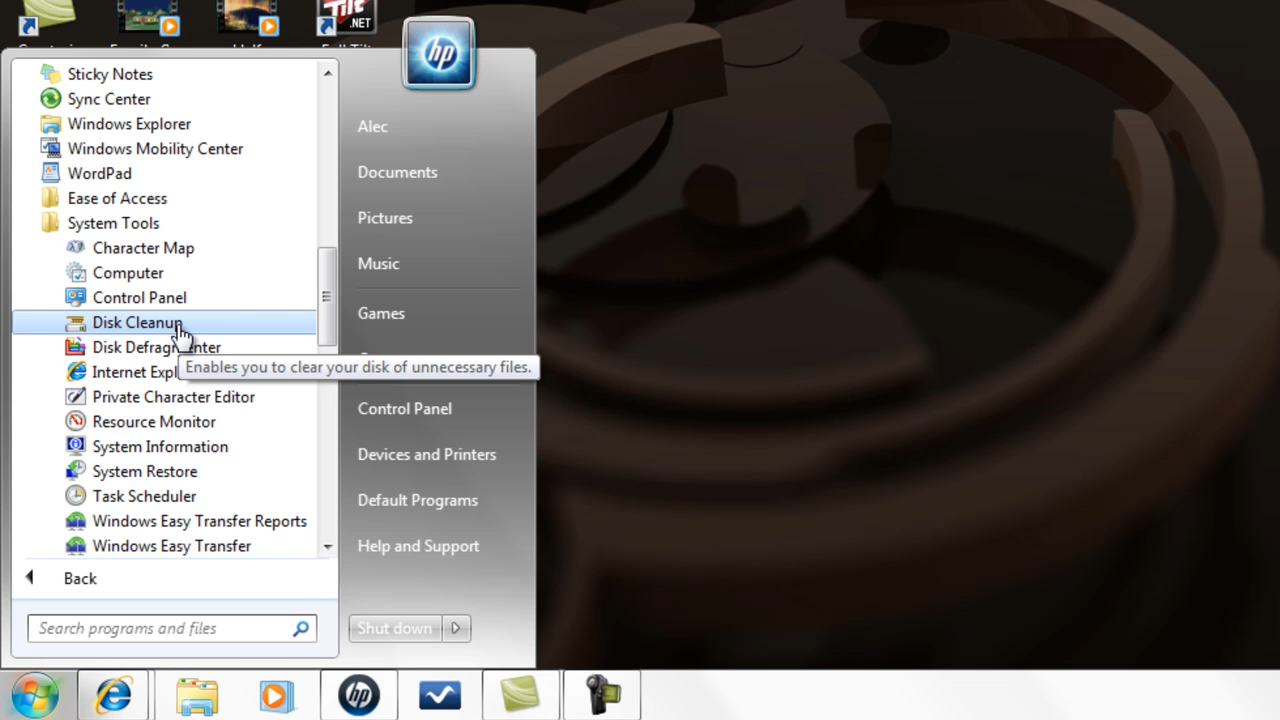 Tilt
.NET
hp
Sticky Notes
Sync Center
Windows Explorer
Windows Mobility Center
WordPad
Ease of Access
System Tools
Character Map
Computer
Control Panel
Disk Cleanup
Disk Defragmenter
Internet Expl
Enables you to clear your disk of unnecessary files.
Private Character Editor
Resource Monitor
System Information
System Restore
Task Scheduler
Windows Easy Transfer Reports
Windows Easy Transfer
Back
Search programs and files
Alec
Documents
Pictures
Music
Games
Control Panel
Devices and Printers
Default Programs
Help and Support
Shut down
hp